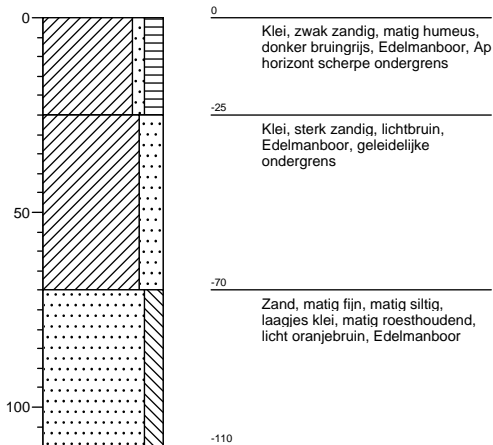 0
0
Klei, zwak zandig, matig humeus,
donker bruingrijs, Edelmanboor, Ap
horizont scherpe ondergrens
-25
Klei, sterk zandig, lichtbruin,
Edelmanboor, geleidelijke
ondergrens
50
-70
Zand, matig fijn, matig siltig,
laagjes klei, matig roesthoudend,
licht oranjebruin, Edelmanboor
100
-110